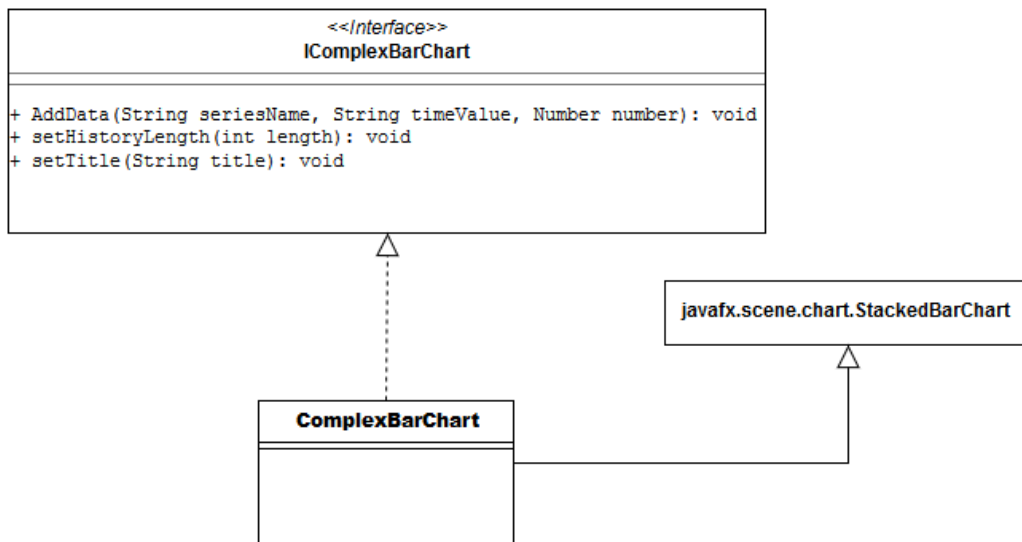 <<Interface>>
IComplexBarChart
+ AddData(String seriesName, String timeValue, Number number): void
+ setHistoryLength(int length): void
+ setTitle(String title): void
javafx.scene.chart.StackedBarChart
ComplexBarChart